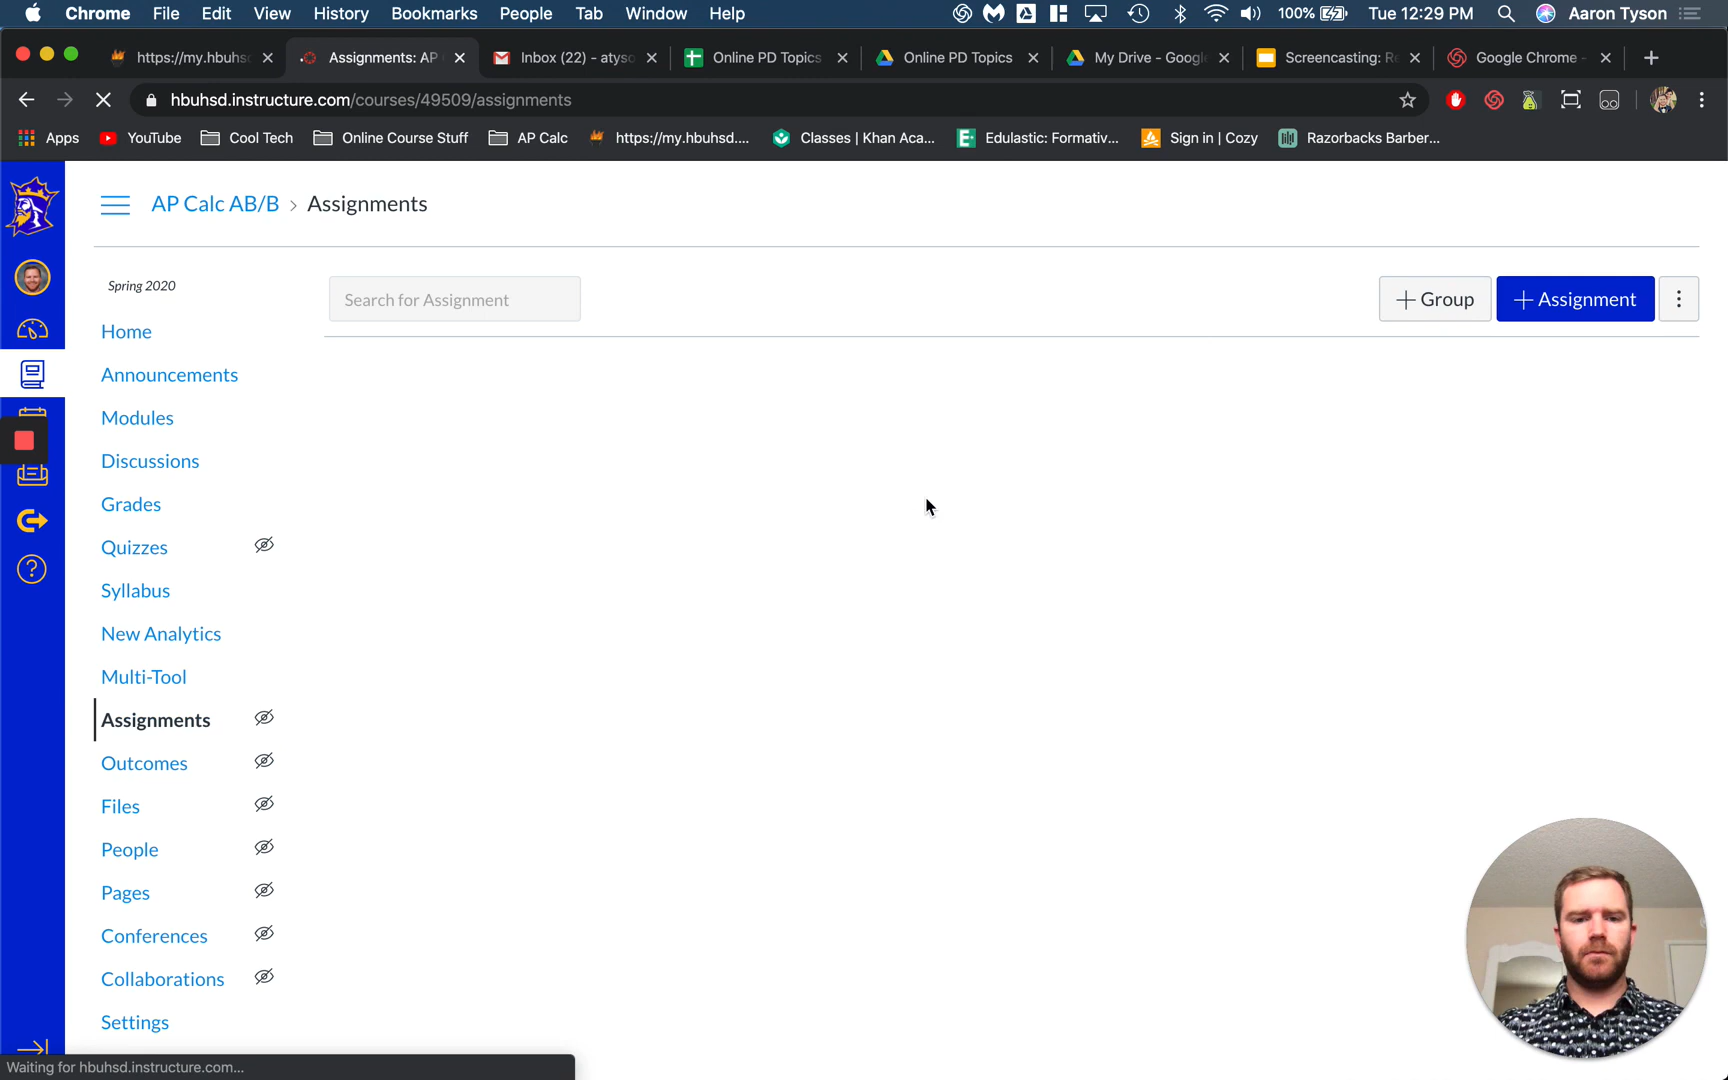 Chrome File Edit View History Bookmarks People Tab Window Help 100% Tue 12:29 PM Aaron Tyson
https://my.hbuhs Assignments: AP Inbox (22) - atyso Online PD Topics Online PD Topics My Drive - Googl Screencasting: Re Google Chrome -
hbuhsd.instructure.com/courses/49509/assignments
Apps YouTube Cool Tech Online Course Stuff AP Calc https://my.hbuhsd.... Classes | Khan Aca... Edulastic: Formativ... Sign in | Cozy Razorbacks Barber...
AP Calc AB/B > Assignments
Spring 2020
Search for Assignment
+ Group
+ Assignment
Home
Announcements
Modules
Discussions
Grades
Quizzes
Syllabus
New Analytics
Multi-Tool
Assignments
Outcomes
Files
People
Pages
Conferences
Collaborations
Settings
Waiting for hbuhsd.instructure.com...